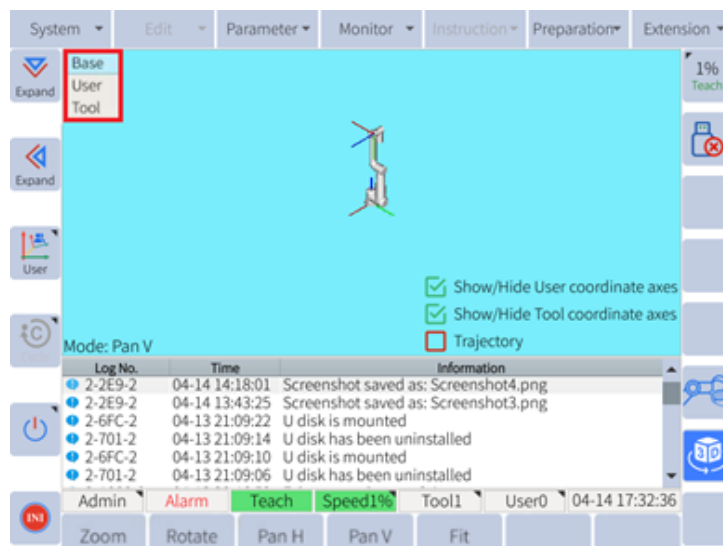 System Edit Parameter Monitor Instruction Preparation Extension
Base
User
Tool
Expand
1%
Teach
Expand
User
Show/Hide User coordinate axes
Show/Hide Tool coordinate axes
Trajectory
Mode: Pan V
Log No. Time Information
2-2E9-2 04-14 14:18:01 Screenshot saved as: Screenshot4.png
2-2E9-2 04-14 13:43:25 Screenshot saved as: Screenshot3.png
2-6FC-2 04-13 21:09:22 U disk is mounted
2-701-2 04-13 21:09:14 U disk has been uninstalled
2-6FC-2 04-13 21:09:10 U disk is mounted
2-701-2 04-13 21:09:06 U disk has been uninstalled
3D
Admin Alarm Teach Speed1% Tool1 User0 04-14 17:32:36
INI
Zoom Rotate Pan H Pan V Fit